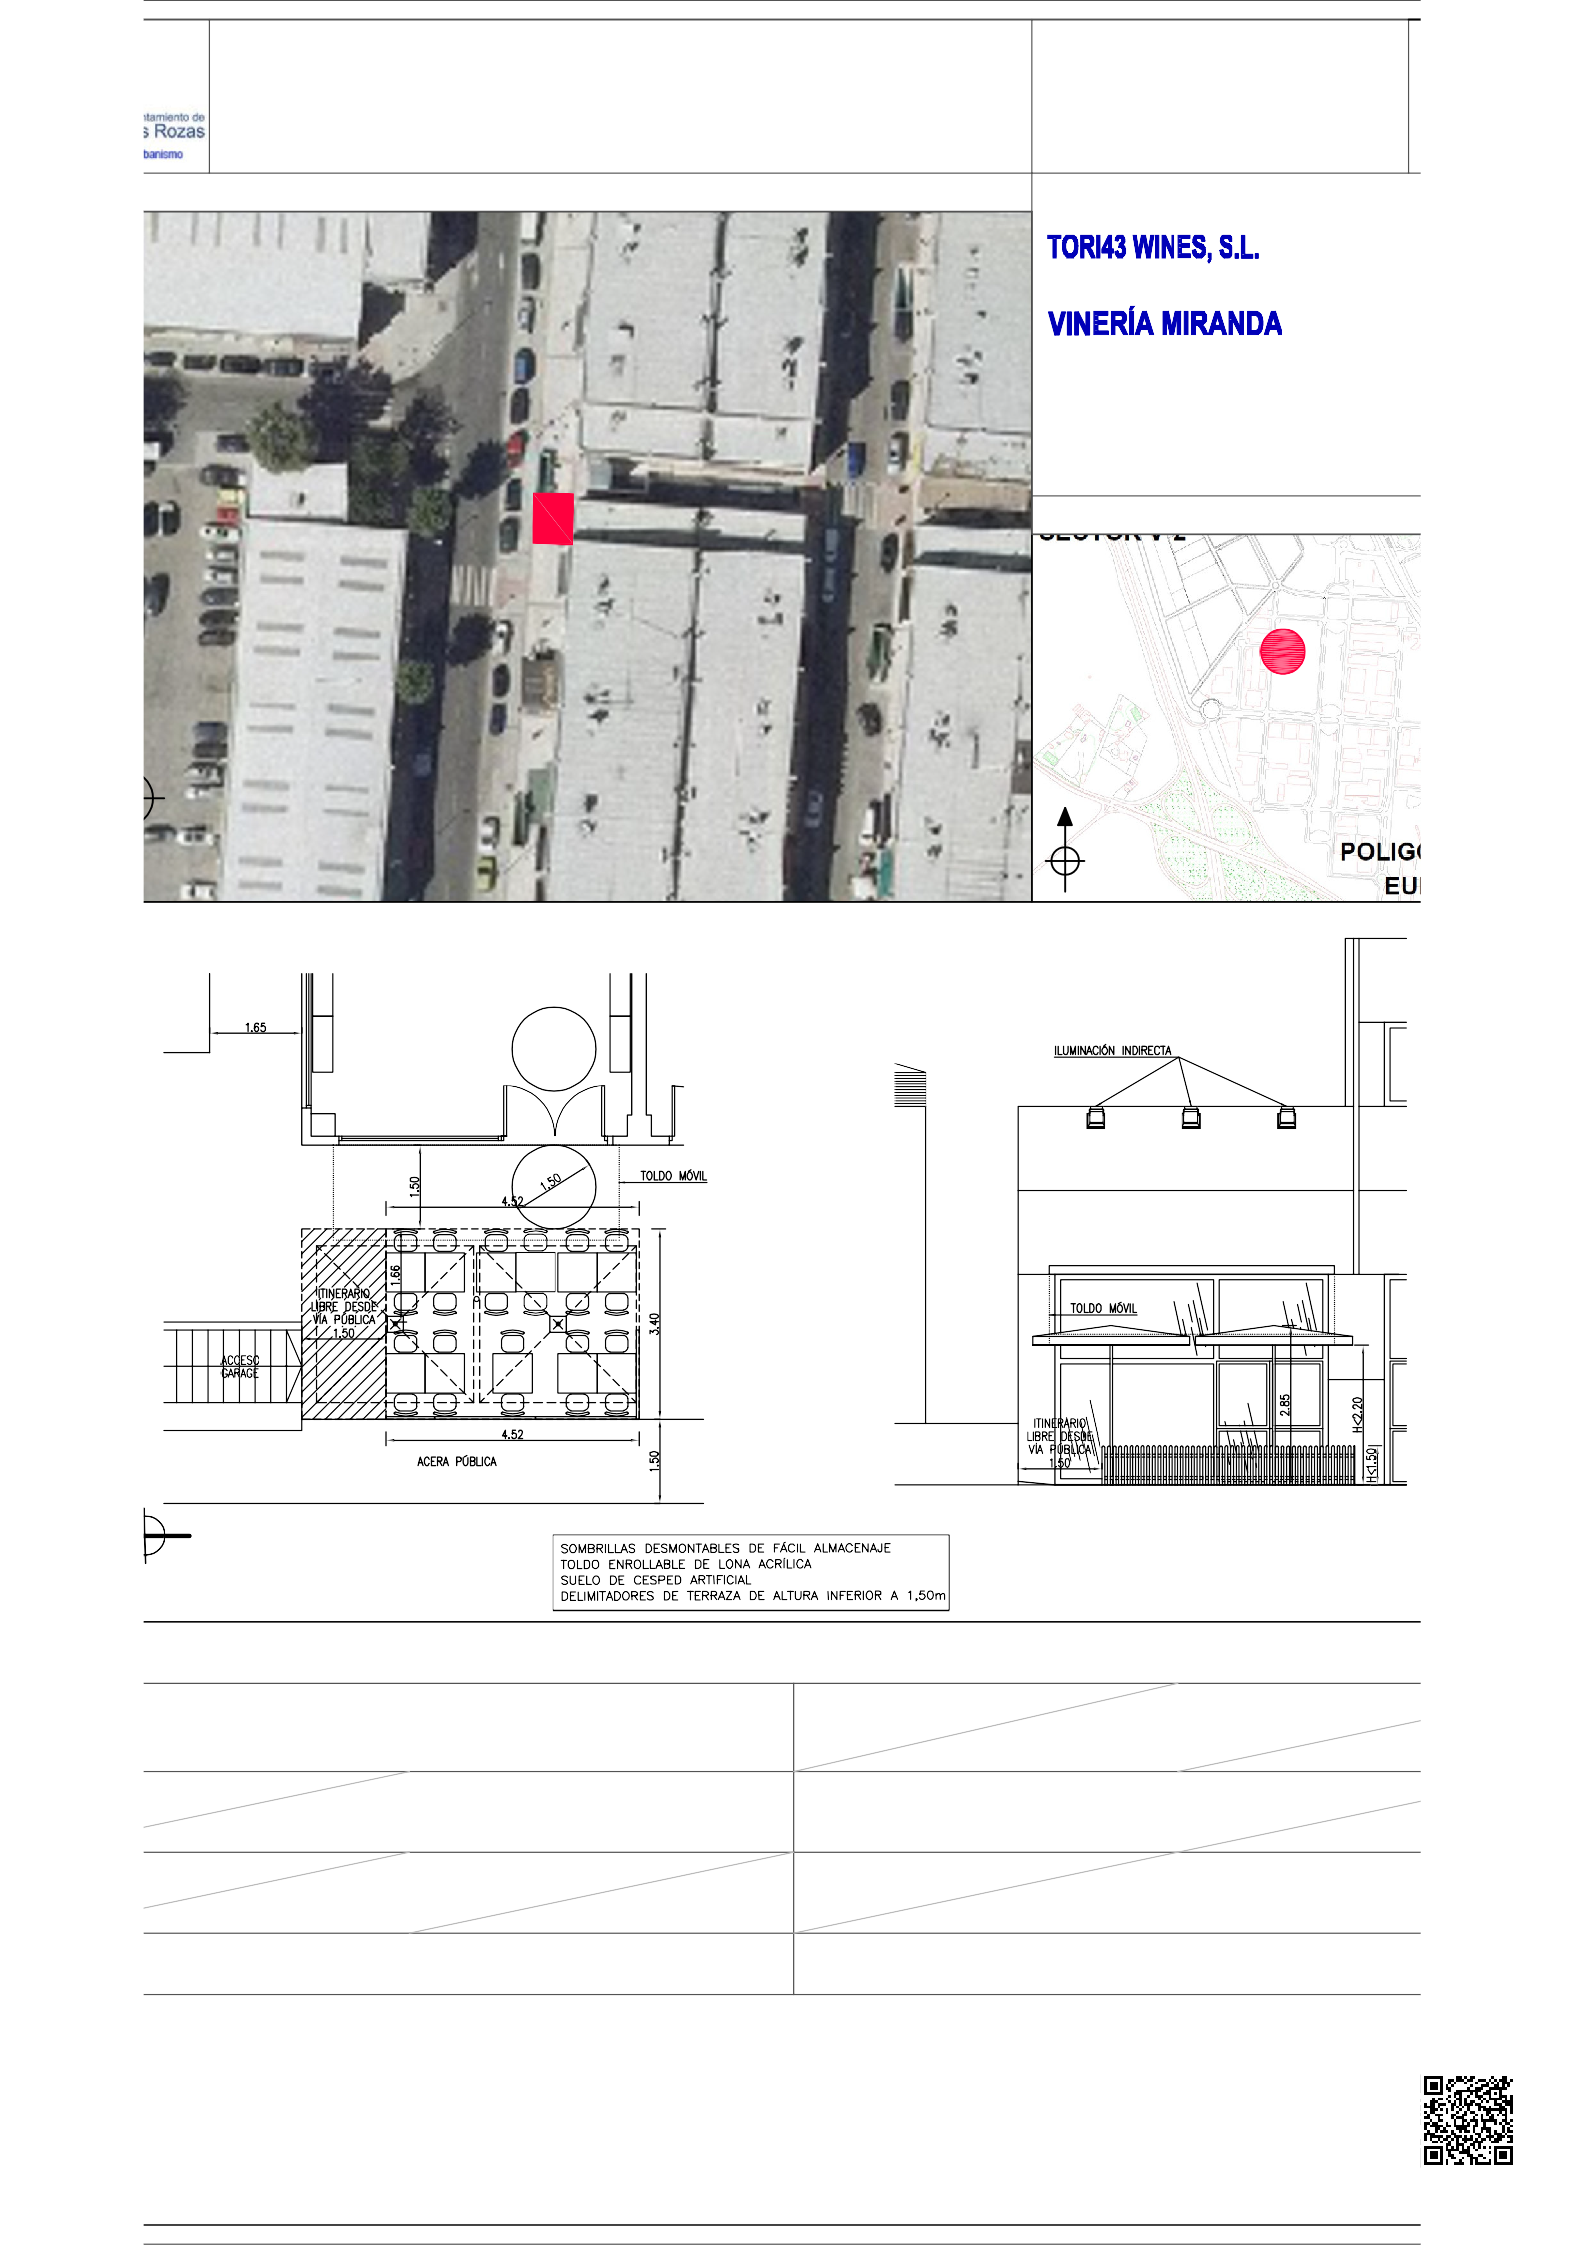 ntamiento de
s Rozas
banismo
TORI43 WINES, S.L.
VINERÍA MIRANDA
SECTOR V-2
POLIG
EU
1.65
1.50
1.50
TOLDO MÓVIL
4.52
1.66
ITINERARIO
LIBRE DESDE
VÍA PÚBLICA
1.50
3.40
ACCESO
GARAGE
4.52
ACERA PÚBLICA
1.50
ILUMINACIÓN INDIRECTA
TOLDO MÓVIL
2.85
H<2.20
ITINERARIO
LIBRE DESDE
VÍA PÚBLICA
1.50
H<1.50
SOMBRILLAS DESMONTABLES DE FÁCIL ALMACENAJE
TOLDO ENROLLABLE DE LONA ACRÍLICA
SUELO DE CESPED ARTIFICIAL
DELIMITADORES DE TERRAZA DE ALTURA INFERIOR A 1,50m